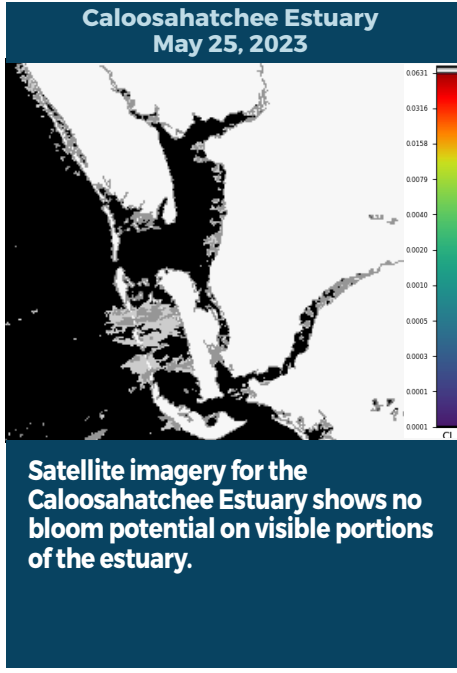 Caloosahatchee Estuary
May 25, 2023
0.0631
0.0316
0.0158
0.0079
0.0040
0.0020
0.0010
0.0005
0.0003
0.0001
0.0001
CI
Satellite imagery for the
Caloosahatchee Estuary shows no
bloom potential on visible portions
of the estuary.